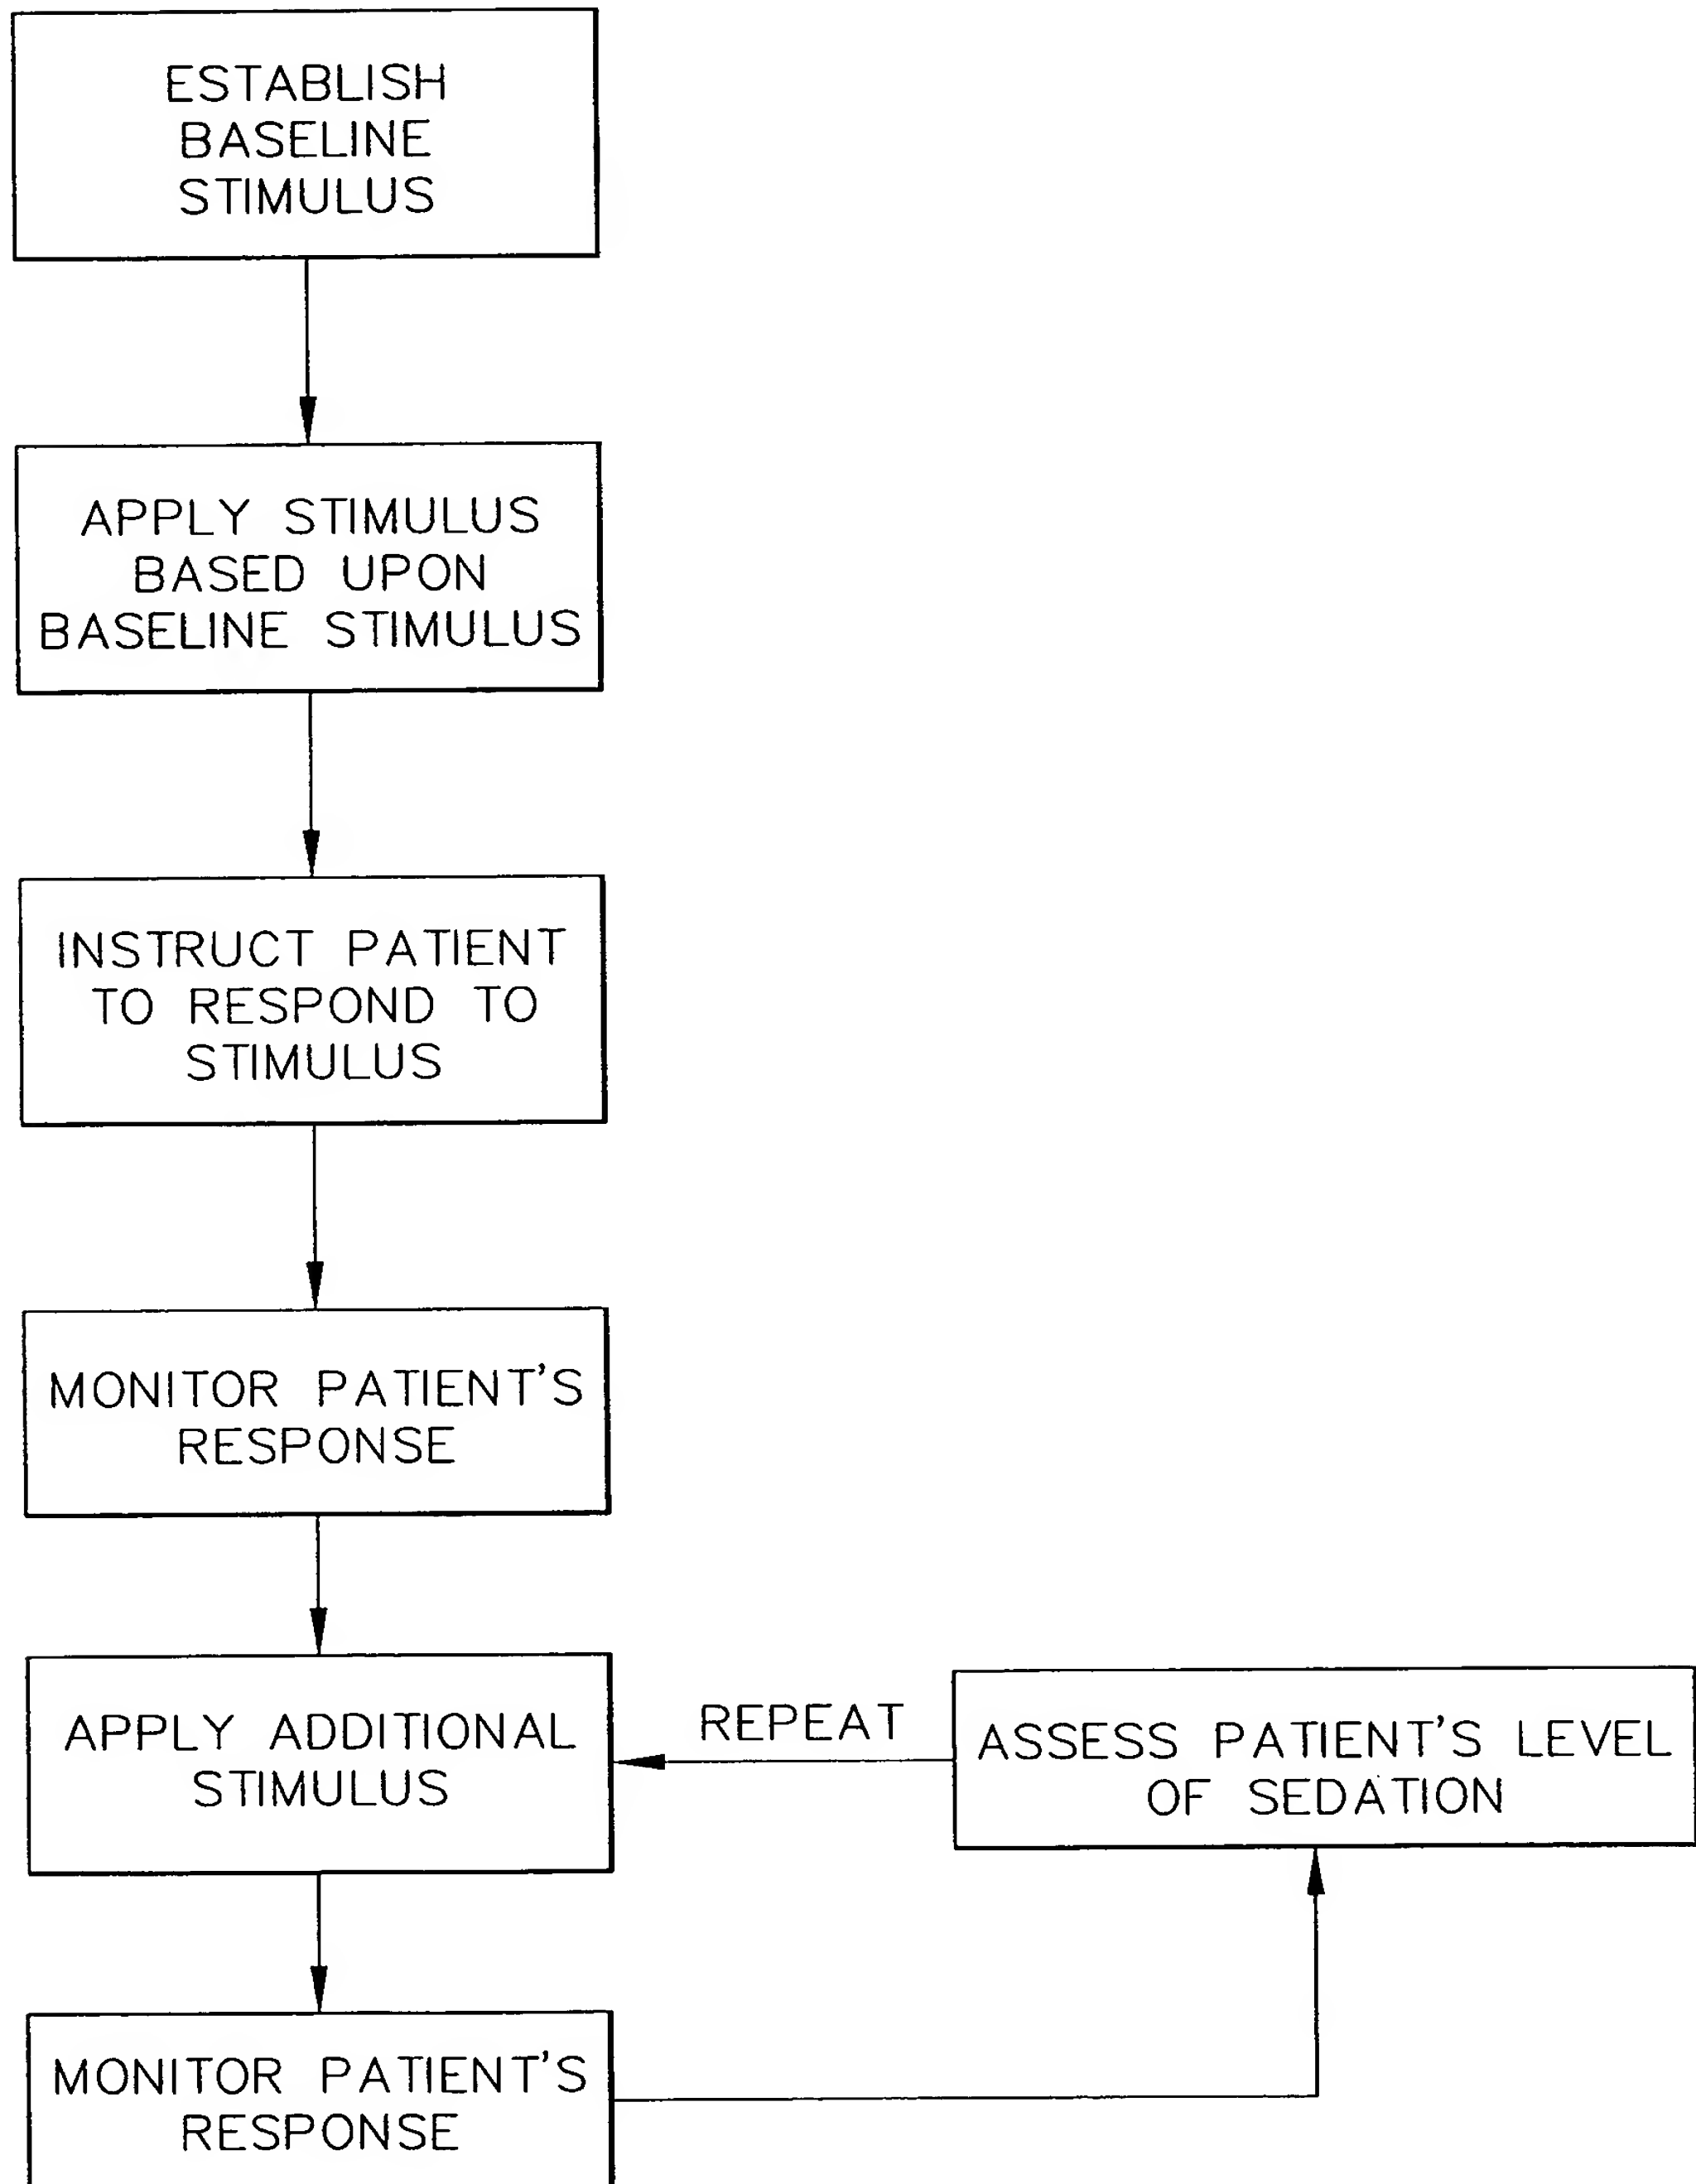 ESTABLISH
BASELINE
STIMULUS
APPLY STIMULUS
BASED UPON
BASELINE STIMULUS
INSTRUCT PATIENT
TO RESPOND TO
STIMULUS
MONITOR PATIENT'S
RESPONSE
APPLY ADDITIONAL
STIMULUS
REPEAT
ASSESS PATIENT'S LEVEL
OF SEDATION
MONITOR PATIENT'S
RESPONSE